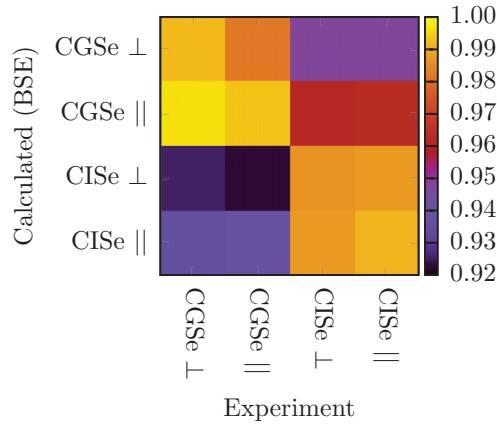 Calculated (BSE)
CGSe ⊥
CGSe ||
CISe ⊥
CISe ||
1.00
0.99
0.98
0.97
0.96
0.95
0.94
0.93
0.92
CGSe ⊥
CGSe ||
CISe ⊥
CISe ||
Experiment